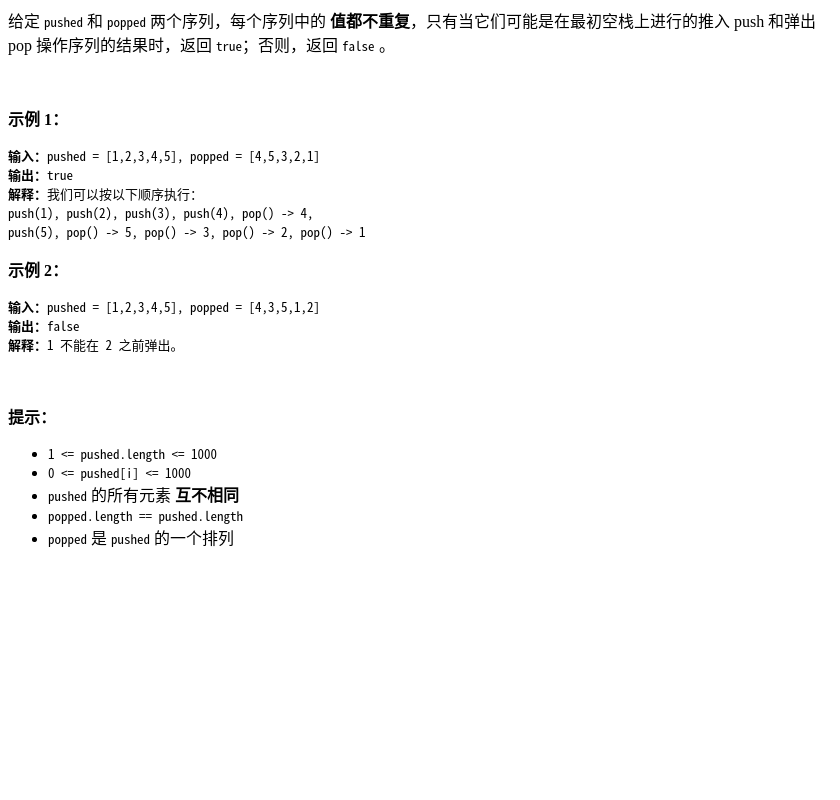 给定 pushed 和 popped 两个序列，每个序列中的 值都不重复，只有当它们可能是在最初空栈上进行的推入 push 和弹出
pop 操作序列的结果时，返回 true；否则，返回 false 。
示例 1：
输入：pushed = [1,2,3,4,5], popped = [4,5,3,2,1]
输出：true
解释：我们可以按以下顺序执行：
push(1), push(2), push(3), push(4), pop() -> 4,
push(5), pop() -> 5, pop() -> 3, pop() -> 2, pop() -> 1
示例 2：
输入：pushed = [1,2,3,4,5], popped = [4,3,5,1,2]
输出：false
解释：1 不能在 2 之前弹出。
提示：
1 <= pushed.length <= 1000
0 <= pushed[i] <= 1000
pushed 的所有元素 互不相同
popped.length == pushed.length
popped 是 pushed 的一个排列